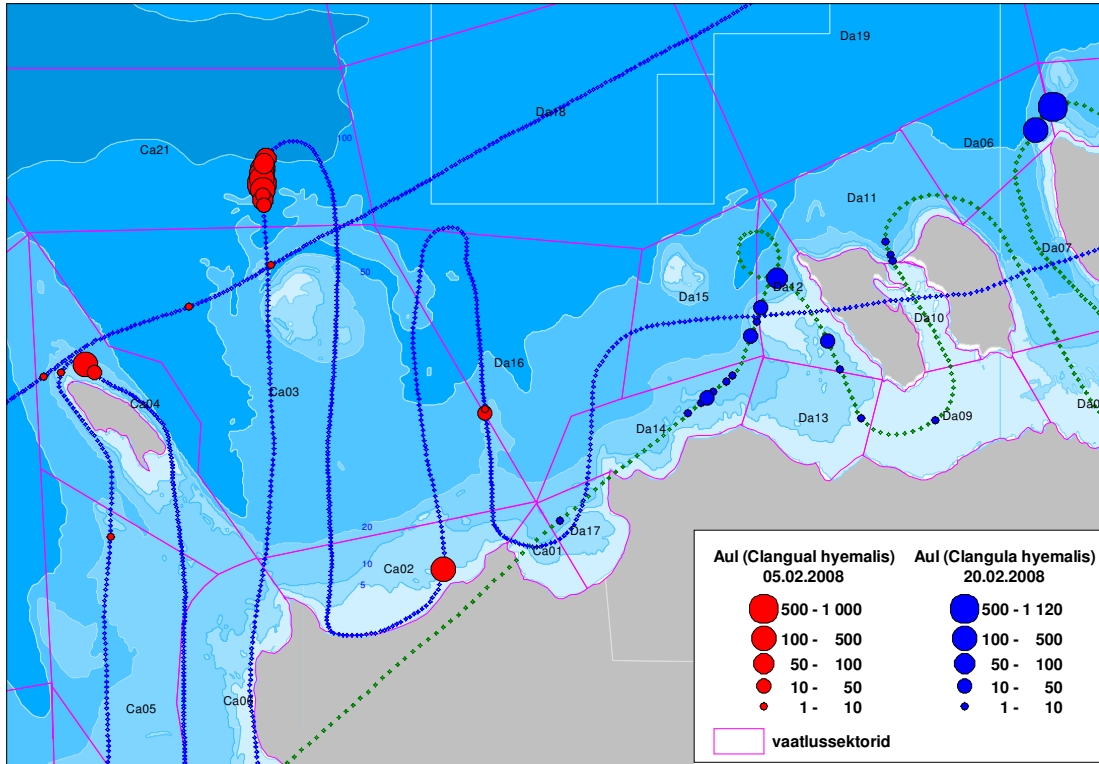 Da19
Da18
100
Ca21
Da06
Da11
Da07
50
Da15
Da12
Da10
Da16
Ca03
Ca04
Da0
Da14
Da13
Da09
20
Da17
Ca01
10
Ca02
5
Ca05
Ca06
Aul (Clangual hyemalis)
05.02.2008
500 - 1 000
100 - 500
50 - 100
10 - 50
1 - 10
Aul (Clangula hyemalis)
20.02.2008
500 - 1 120
100 - 500
50 - 100
10 - 50
1 - 10
vaatlussektorid